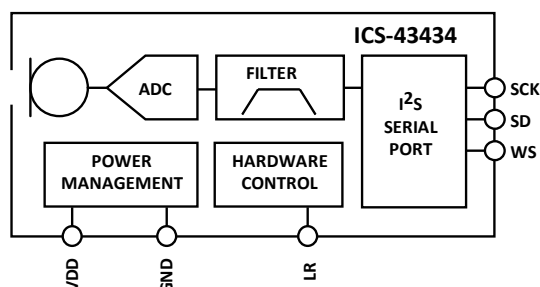 ICS-43434
ADC
FILTER
I²S
SERIAL
PORT
SCK
SD
WS
POWER
MANAGEMENT
HARDWARE
CONTROL
VDD
GND
LR